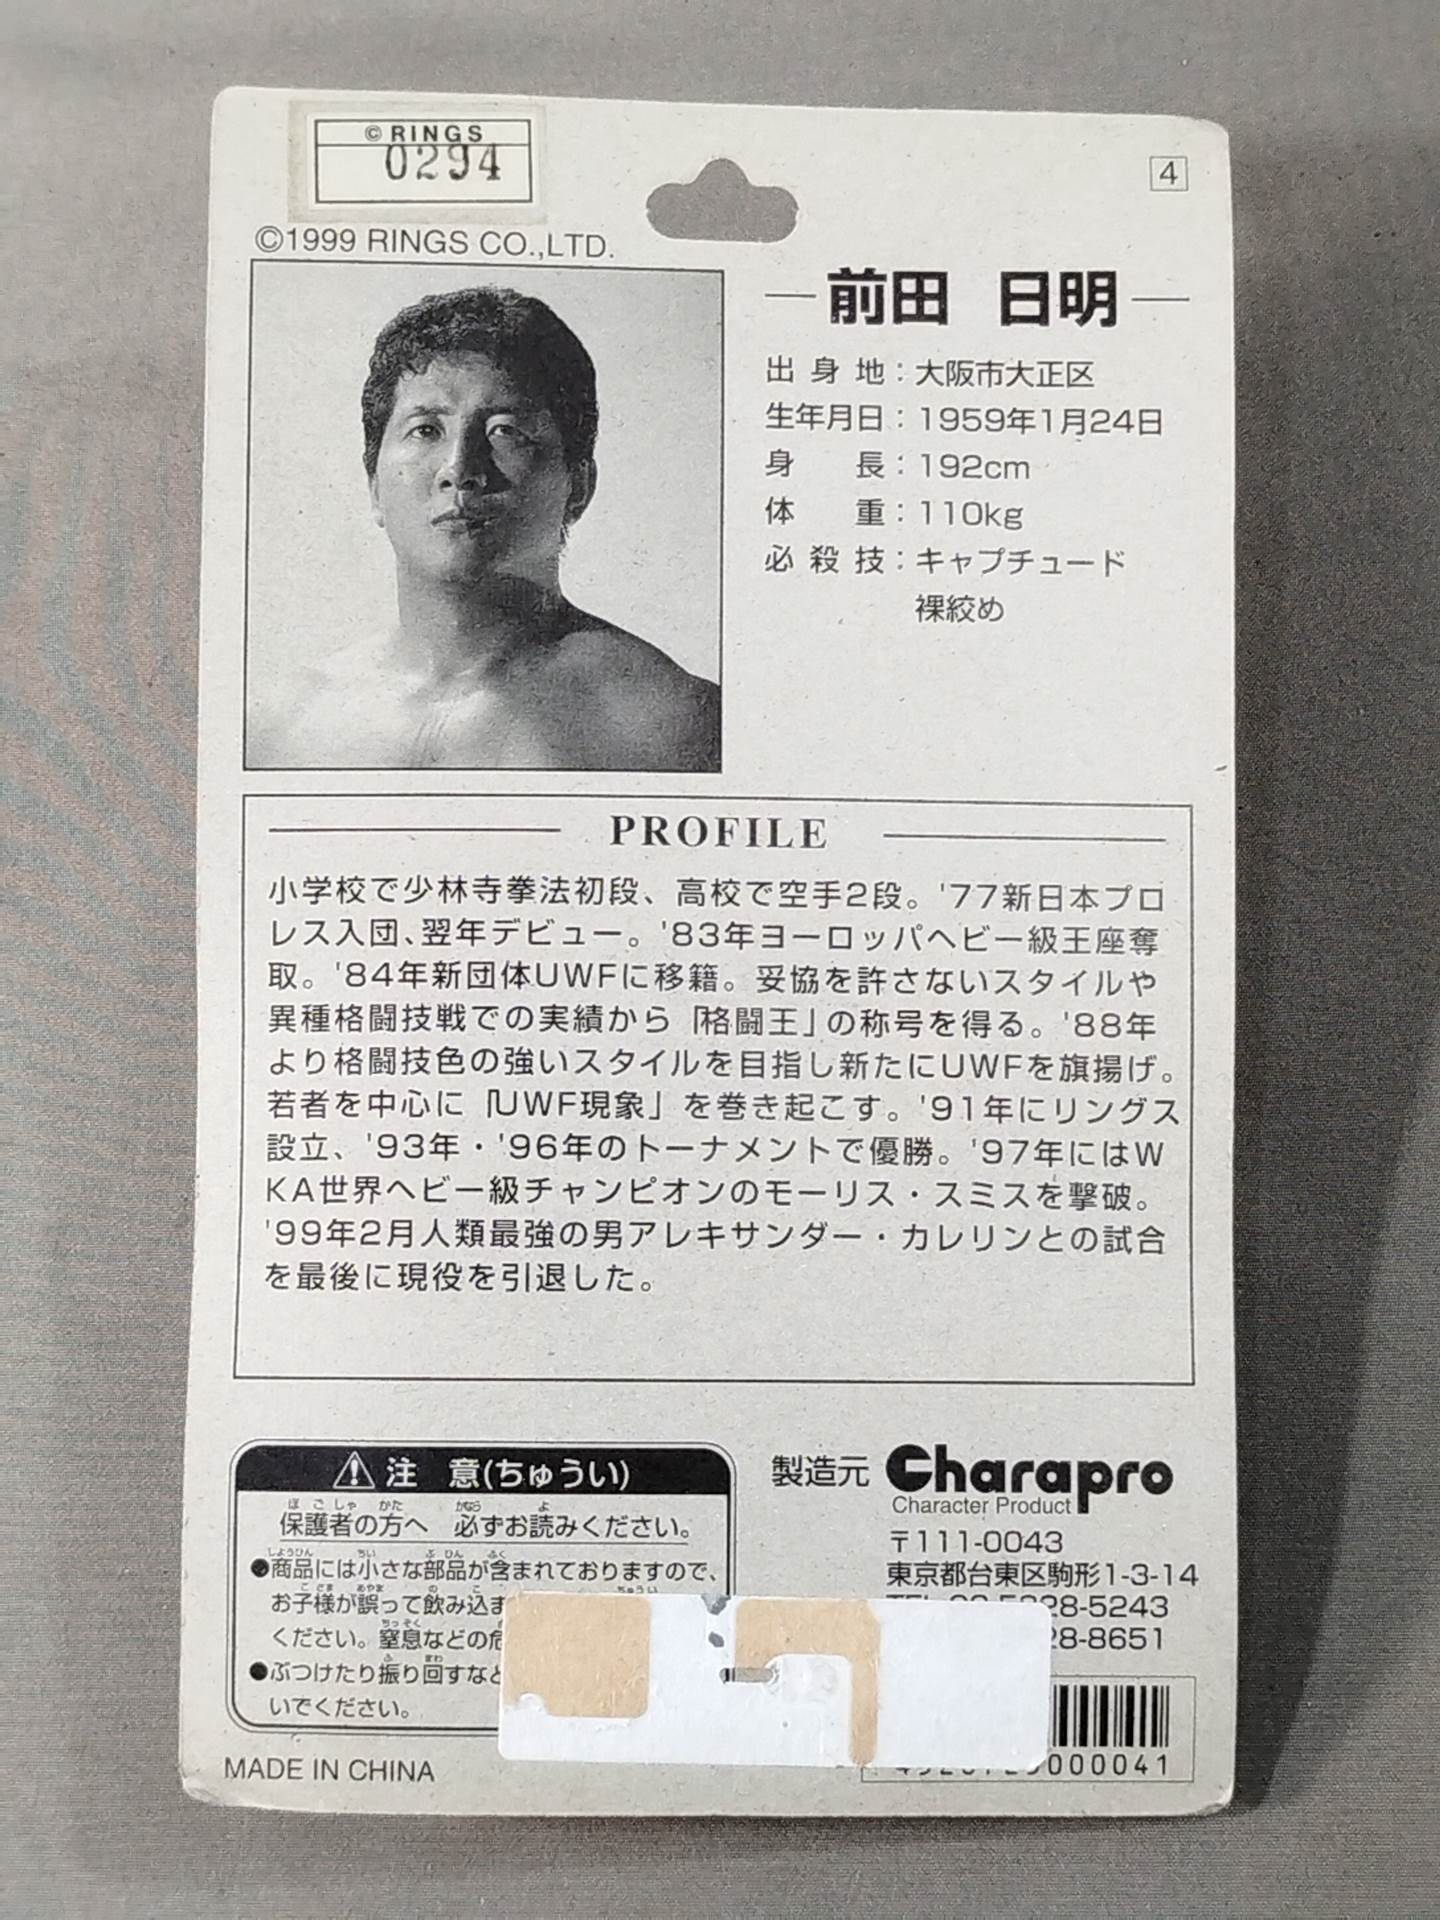 ©RINGS
0294
4
©1999 RINGS CO.,LTD.
前田 日明
出身地：大阪市大正区
生年月日：1959年1月24日
身長：192cm
体重：110kg
必殺技：キャプチュード
裸絞め
PROFILE
小学校で少林寺拳法初段、高校で空手2段。'77新日本プロ
レス入団、翌年デビュー。'83年ヨーロッパヘビー級王座奪
取。'84年新団体UWFに移籍。妥協を許さないスタイルや
異種格闘技戦での実績から「格闘王」の称号を得る。'88年
より格闘技色の強いスタイルを目指し新たにUWFを旗揚げ。
若者を中心に「UWF現象」を巻き起こす。'91年にリングス
設立、'93年・'96年のトーナメントで優勝。'97年にはW
KA世界ヘビー級チャンピオンのモーリス・スミスを撃破。
'99年2月人類最強の男アレキサンダー・カレリンとの試合
を最後に現役を引退した。
注 意(ちゅうい)
保護者の方へ 必ずお読みください。
●商品には小さな部品が含まれておりますので、
お子様が誤って飲み込ま
ください。窒息などの危
●ぶつけたり振り回すなど
いでください。
MADE IN CHINA
製造元 Charapro
Character Product
〒111-0043
東京都台東区駒形1-3-14
28-5243
28-8651
000041